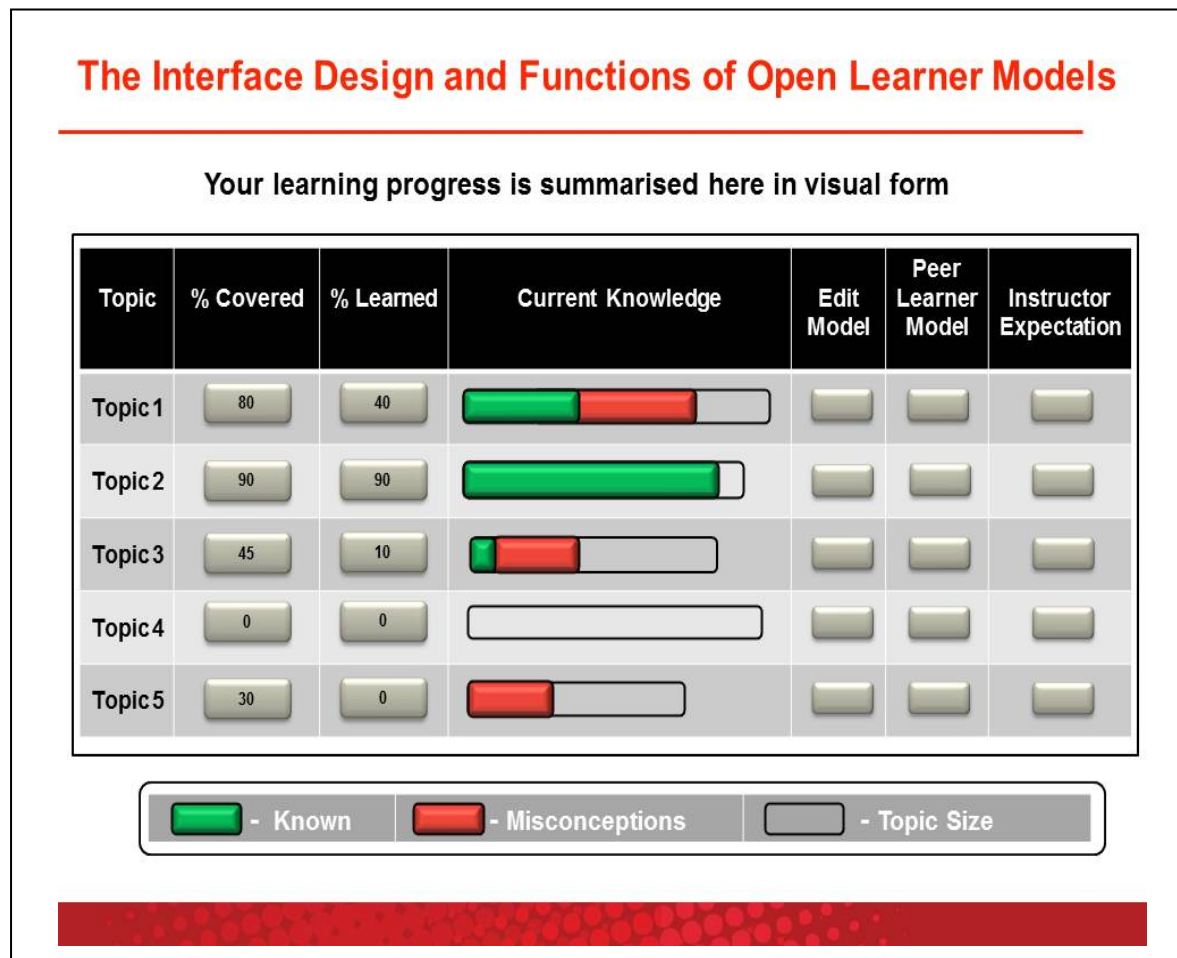 The Interface Design and Functions of Open Learner Models
Your learning progress is summarised here in visual form
Topic % Covered % Learned Current Knowledge Edit Model Peer Learner Model Instructor Expectation
Topic 1 80 40
Topic 2 90 90
Topic 3 45 10
Topic 4 0 0
Topic 5 30 0
- Known - Misconceptions - Topic Size